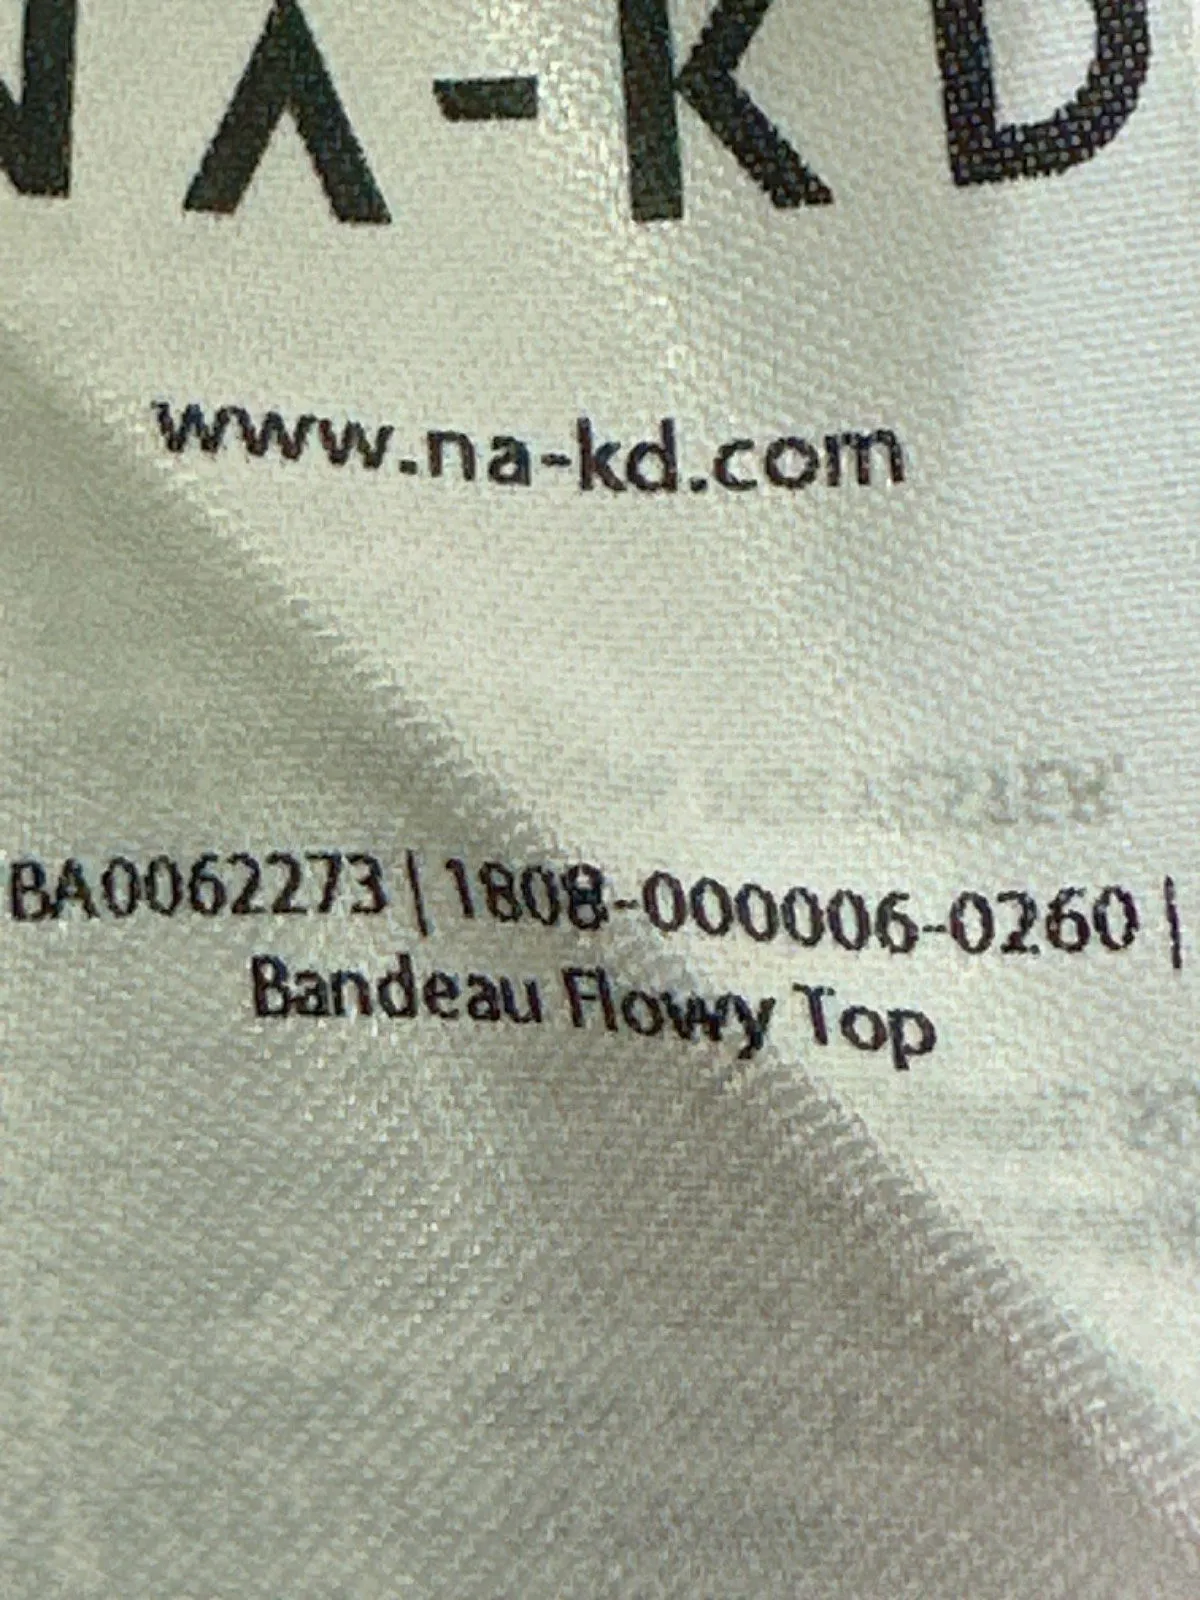 NA-KD
www.na-kd.com
BA0062273 | 1808-000006-0260 |
Bandeau Flowy Top